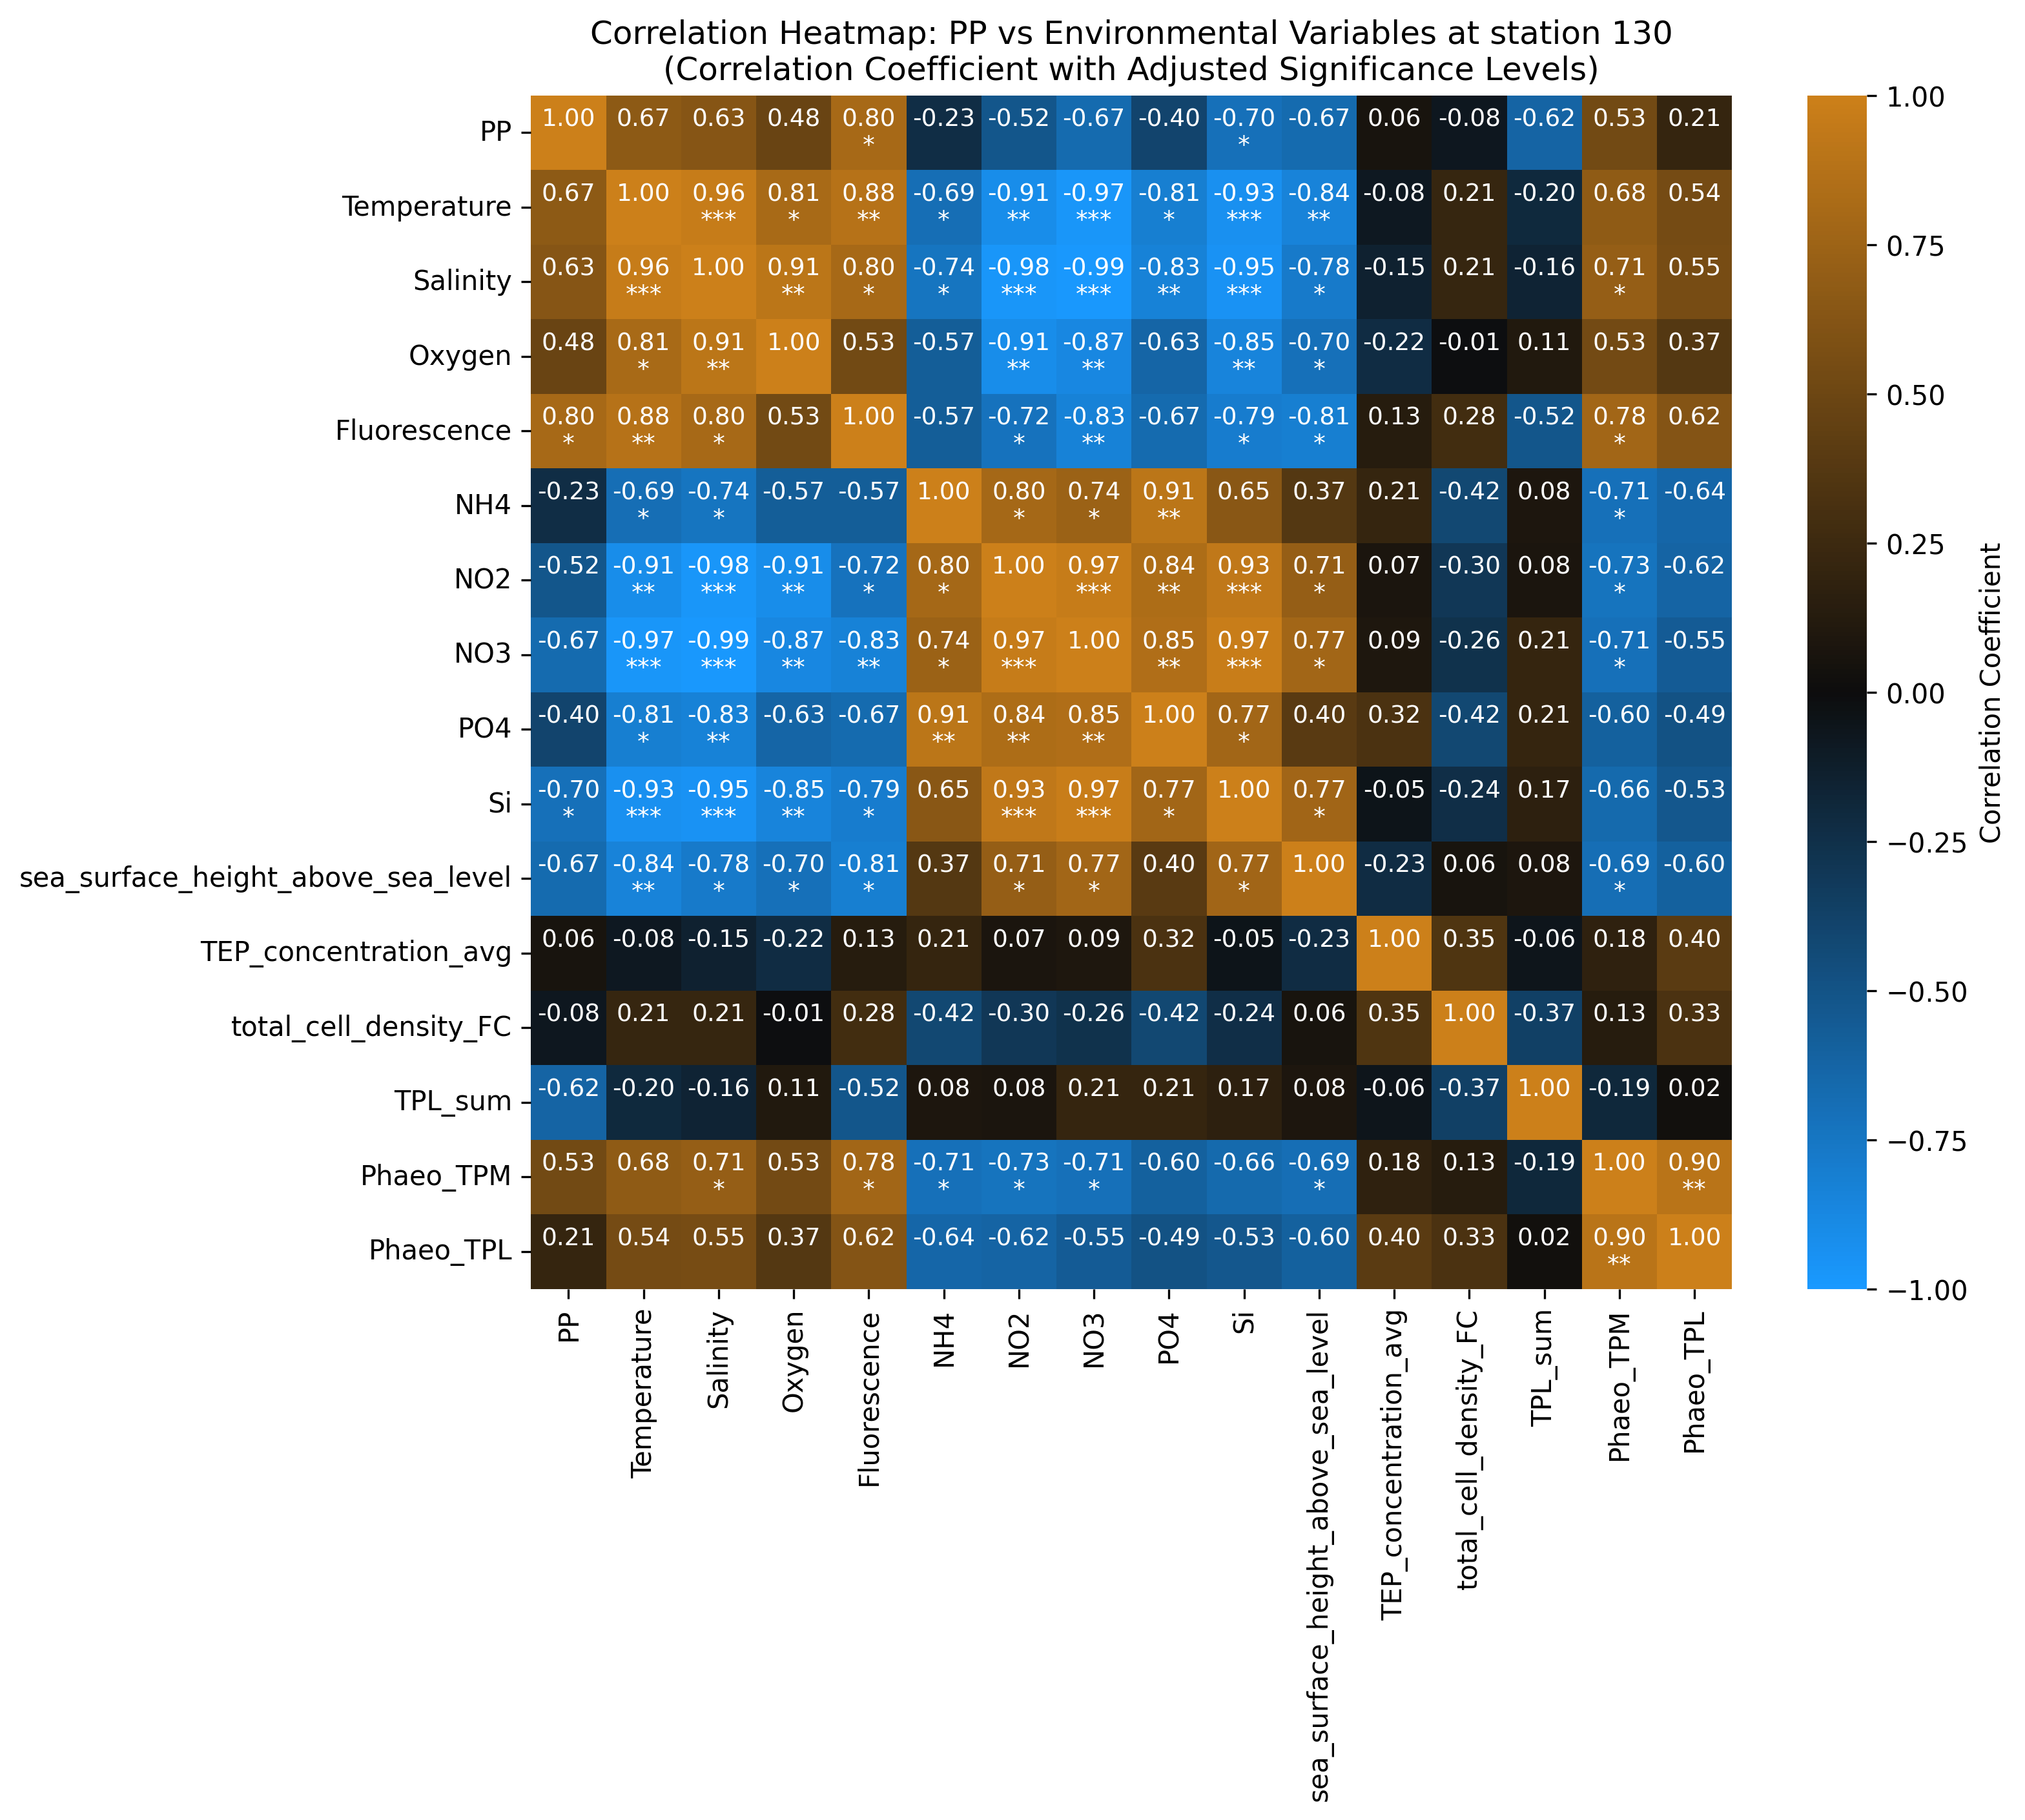 Correlation Heatmap: PP vs Environmental Variables at station 130
(Correlation Coefficient with Adjusted Significance Levels)
PP 1.00 0.67 0.63 0.48 0.80 -0.23 -0.52 -0.67 -0.40 -0.70 -0.67 0.06 -0.08 -0.62 0.53 0.21
* *
Temperature 0.67 1.00 0.96 0.81 0.88 -0.69 -0.91 -0.97 -0.81 -0.93 -0.84 -0.08 0.21 -0.20 0.68 0.54
*** * ** * ** *** * *** **
Salinity 0.63 0.96 1.00 0.91 0.80 -0.74 -0.98 -0.99 -0.83 -0.95 -0.78 -0.15 0.21 -0.16 0.71 0.55
*** ** * * *** *** ** *** * *
Oxygen 0.48 0.81 0.91 1.00 0.53 -0.57 -0.91 -0.87 -0.63 -0.85 -0.70 -0.22 -0.01 0.11 0.53 0.37
* ** ** ** ** *
Fluorescence 0.80 0.88 0.80 0.53 1.00 -0.57 -0.72 -0.83 -0.67 -0.79 -0.81 0.13 0.28 -0.52 0.78 0.62
* ** * * ** * * *
NH4 -0.23 -0.69 -0.74 -0.57 -0.57 1.00 0.80 0.74 0.91 0.65 0.37 0.21 -0.42 0.08 -0.71 -0.64
* * * * ** *
NO2 -0.52 -0.91 -0.98 -0.91 -0.72 0.80 1.00 0.97 0.84 0.93 0.71 0.07 -0.30 0.08 -0.73 -0.62
** *** ** * * *** ** *** * *
NO3 -0.67 -0.97 -0.99 -0.87 -0.83 0.74 0.97 1.00 0.85 0.97 0.77 0.09 -0.26 0.21 -0.71 -0.55
*** *** ** ** * *** ** *** * *
PO4 -0.40 -0.81 -0.83 -0.63 -0.67 0.91 0.84 0.85 1.00 0.77 0.40 0.32 -0.42 0.21 -0.60 -0.49
* ** ** ** ** *
Si -0.70 -0.93 -0.95 -0.85 -0.79 0.65 0.93 0.97 0.77 1.00 0.77 -0.05 -0.24 0.17 -0.66 -0.53
* *** *** ** * *** *** * *
sea_surface_height_above_sea_level -0.67 -0.84 -0.78 -0.70 -0.81 0.37 0.71 0.77 0.40 0.77 1.00 -0.23 0.06 0.08 -0.69 -0.60
** * * * * * * *
TEP_concentration_avg 0.06 -0.08 -0.15 -0.22 0.13 0.21 0.07 0.09 0.32 -0.05 -0.23 1.00 0.35 -0.06 0.18 0.40
total_cell_density_FC -0.08 0.21 0.21 -0.01 0.28 -0.42 -0.30 -0.26 -0.42 -0.24 0.06 0.35 1.00 -0.37 0.13 0.33
TPL_sum -0.62 -0.20 -0.16 0.11 -0.52 0.08 0.08 0.21 0.21 0.17 0.08 -0.06 -0.37 1.00 -0.19 0.02
Phaeo_TPM 0.53 0.68 0.71 0.53 0.78 -0.71 -0.73 -0.71 -0.60 -0.66 -0.69 0.18 0.13 -0.19 1.00 0.90
* * * * * * **
Phaeo_TPL 0.21 0.54 0.55 0.37 0.62 -0.64 -0.62 -0.55 -0.49 -0.53 -0.60 0.40 0.33 0.02 0.90 1.00
**
PP
Temperature
Salinity
Oxygen
Fluorescence
NH4
NO2
NO3
PO4
Si
sea_surface_height_above_sea_level
TEP_concentration_avg
total_cell_density_FC
TPL_sum
Phaeo_TPM
Phaeo_TPL
1.00
0.75
0.50
0.25
0.00
−0.25
−0.50
−0.75
−1.00
Correlation Coefficient